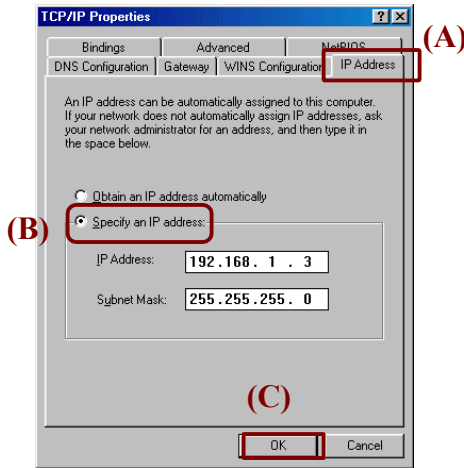 TCP/IP Properties
Bindings Advanced NetBIOS (A)
DNS Configuration Gateway WINS Configuration IP Address
An IP address can be automatically assigned to this computer.
If your network does not automatically assign IP addresses, ask
your network administrator for an address, and then type it in
the space below.
Obtain an IP address automatically
(B) Specify an IP address:
IP Address: 192.168. 1 . 3
Subnet Mask: 255.255.255. 0
(C)
OK Cancel